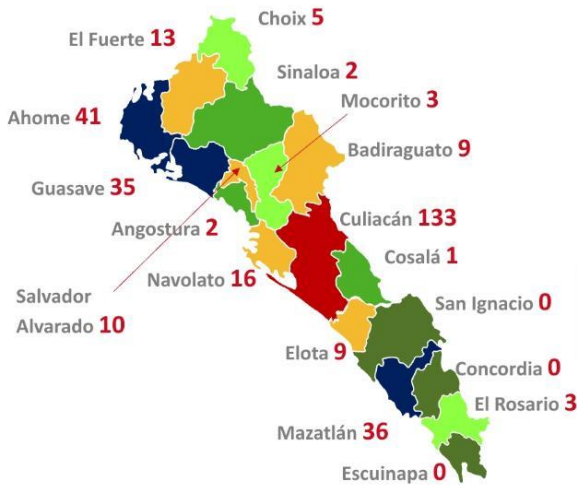 Choix 5
El Fuerte 13
Sinaloa 2
Mocorito 3
Ahome 41
Badiraguato 9
Guasave 35
Culiacán 133
Angostura 2
Cosalá 1
Navolato 16
San Ignacio 0
Salvador
Alvarado 10
Elota 9
Concordia 0
El Rosario 3
Mazatlán 36
Escuinapa 0